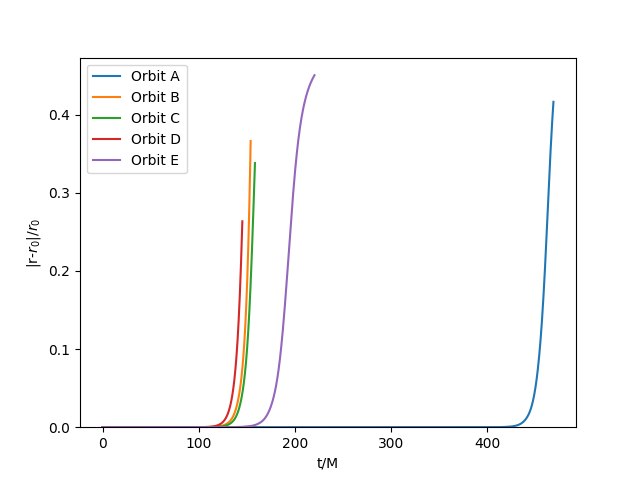 Orbit A
Orbit B
Orbit C
Orbit D
Orbit E
|r-r₀|/r₀
0.4
0.3
0.2
0.1
0.0
0 100 200 300 400
t/M